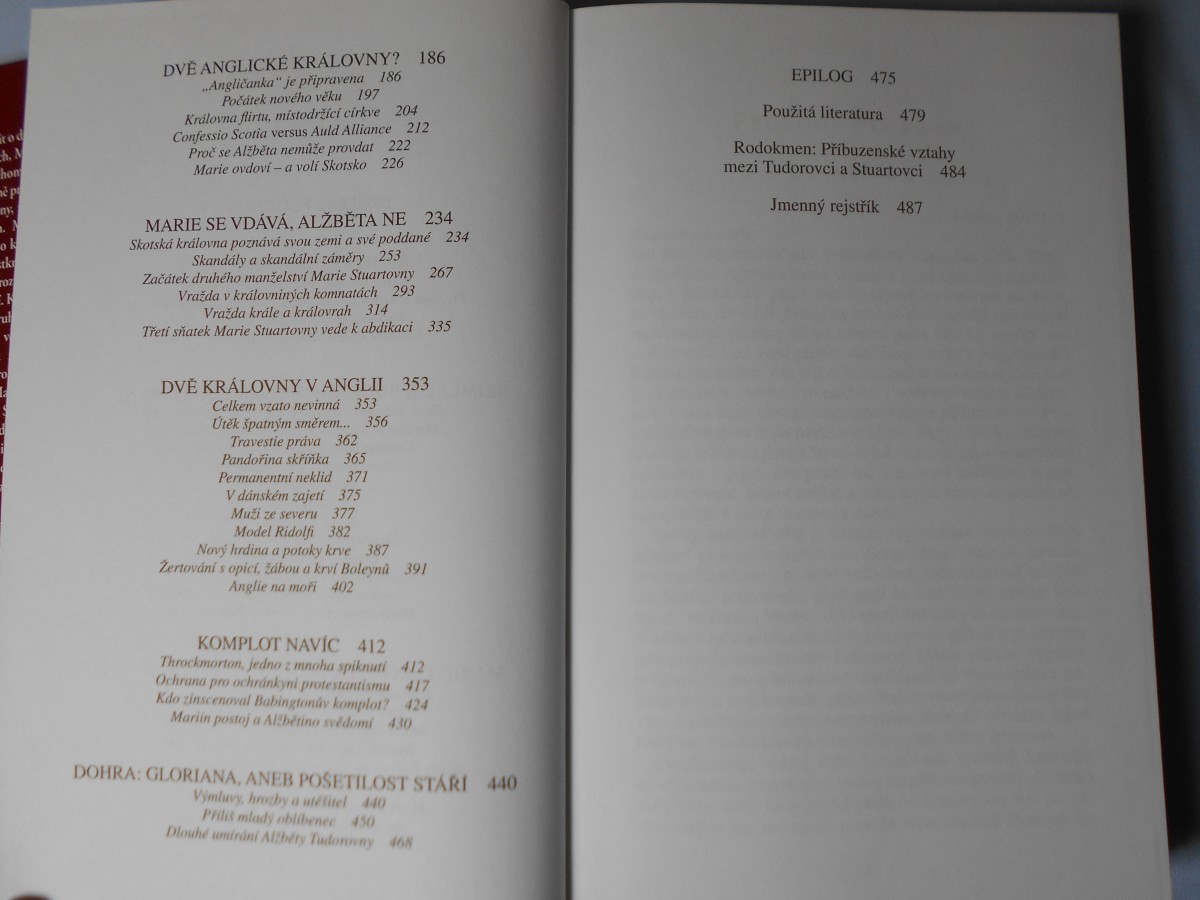 DVĚ ANGLICKÉ KRÁLOVNY? 186
„Angličanka“ je připravena 186
Počátek nového věku 197
Královna flirtu, místodržící církve 204
Confessio Scotia versus Auld Alliance 212
Proč se Alžběta nemůže provdat 222
Marie ovdoví – a volí Skotsko 226
MARIE SE VDÁVÁ, ALŽBĚTA NE 234
Skotská královna poznává svou zemi a své poddané 234
Skandály a skandální záměry 253
Začátek druhého manželství Marie Stuartovny 267
Vražda v královniných komnatách 293
Vražda krále a královrah 314
Třetí sňatek Marie Stuartovny vede k abdikaci 335
DVĚ KRÁLOVNY V ANGLII 353
Celkem vzato nevinná 353
Útěk špatným směrem... 356
Travestie práva 362
Pandořina skříňka 365
Permanentní neklid 371
V dánském zajetí 375
Muži ze severu 377
Model Ridolfi 382
Nový hrdina a potoky krve 387
Žertování s opicí, žábou a krví Boleynů 391
Anglie na moři 402
KOMPLOT NAVÍC 412
Throckmorton, jedno z mnoha spiknutí 412
Ochrana pro ochránkyni protestantismu 417
Kdo zinscenoval Babingtonův komplot? 424
Mariin postoj a Alžbětino svědomí 430
DOHRA: GLORIANA, ANEB POŠETILOST STÁŘÍ 440
Výmluvy, hrozby a utěšitel 440
Příliš mladý oblíbenec 450
Dlouhé umírání Alžběty Tudorovny 468
EPILOG 475
Použitá literatura 479
Rodokmen: Příbuzenské vztahy
mezi Tudorovci a Stuartovci 484
Jmenný rejstřík 487